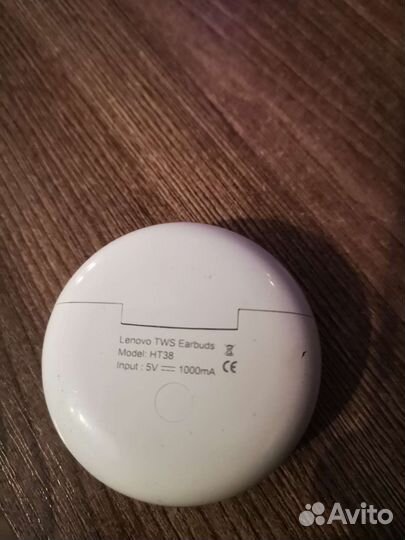 Lenovo TWS Earbuds
Model: HT38
Input : 5V ⎓ 1000mA CE
Avito